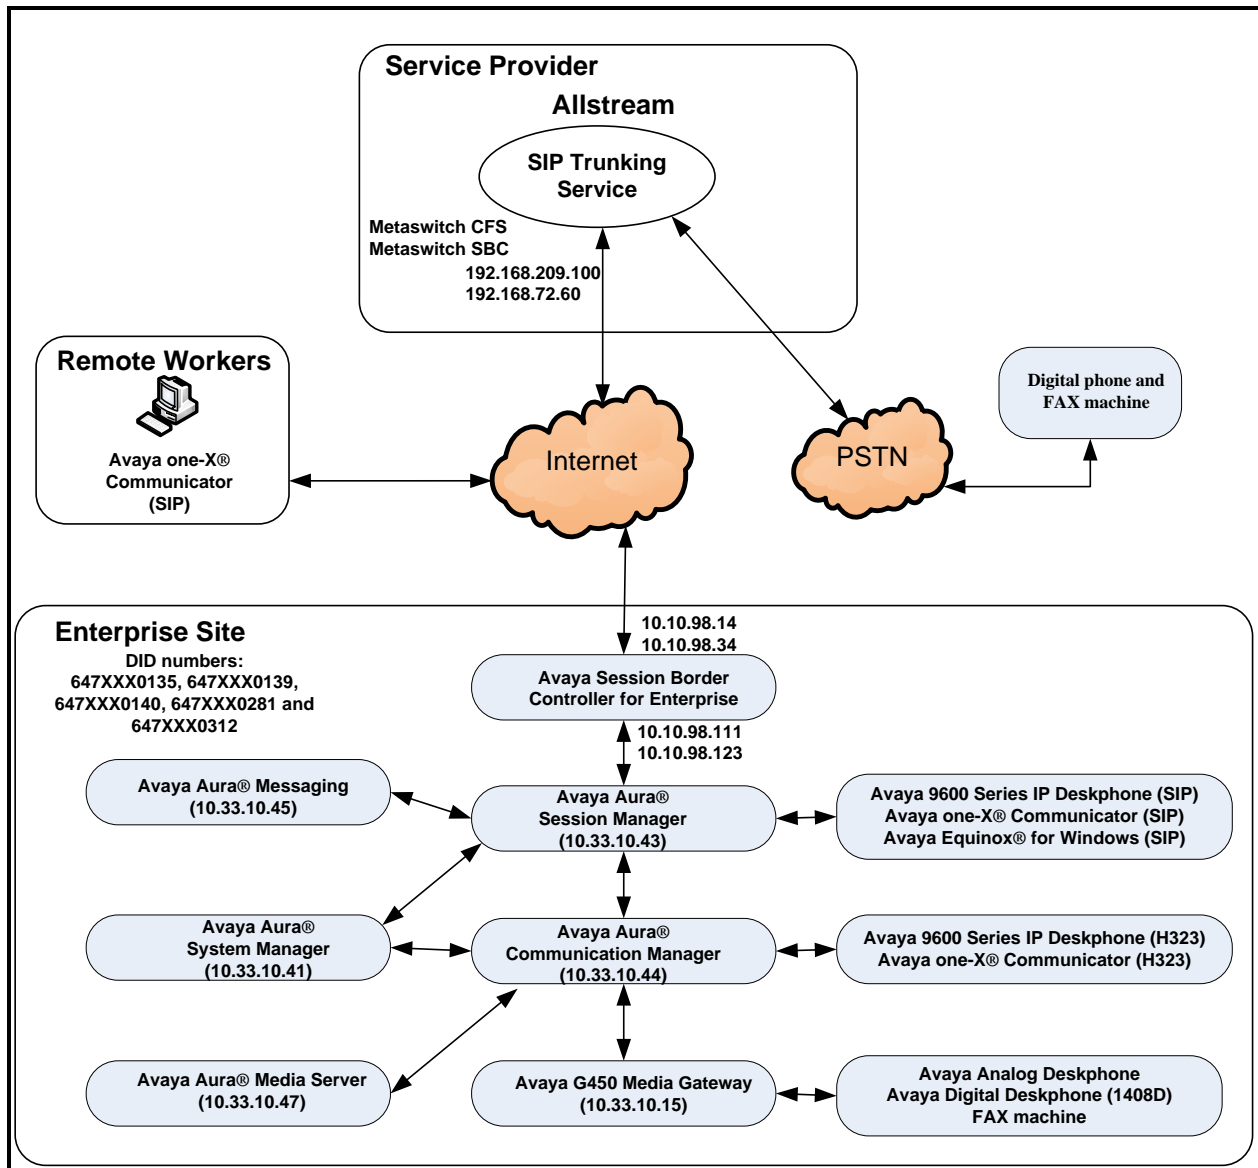 Service Provider
Allstream
SIP Trunking
Service
Metaswitch CFS
Metaswitch SBC
192.168.209.100
192.168.72.60
Remote Workers
Avaya one-X®
Communicator
(SIP)
Internet
PSTN
Digital phone and
FAX machine
Enterprise Site
DID numbers:
647XXX0135, 647XXX0139,
647XXX0140, 647XXX0281 and
647XXX0312
10.10.98.14
10.10.98.34
Avaya Session Border
Controller for Enterprise
10.10.98.111
10.10.98.123
Avaya Aura® Messaging
(10.33.10.45)
Avaya Aura®
Session Manager
(10.33.10.43)
Avaya 9600 Series IP Deskphone (SIP)
Avaya one-X® Communicator (SIP)
Avaya Equinox® for Windows (SIP)
Avaya Aura®
System Manager
(10.33.10.41)
Avaya Aura®
Communication Manager
(10.33.10.44)
Avaya 9600 Series IP Deskphone (H323)
Avaya one-X® Communicator (H323)
Avaya Aura® Media Server
(10.33.10.47)
Avaya G450 Media Gateway
(10.33.10.15)
Avaya Analog Deskphone
Avaya Digital Deskphone (1408D)
FAX machine